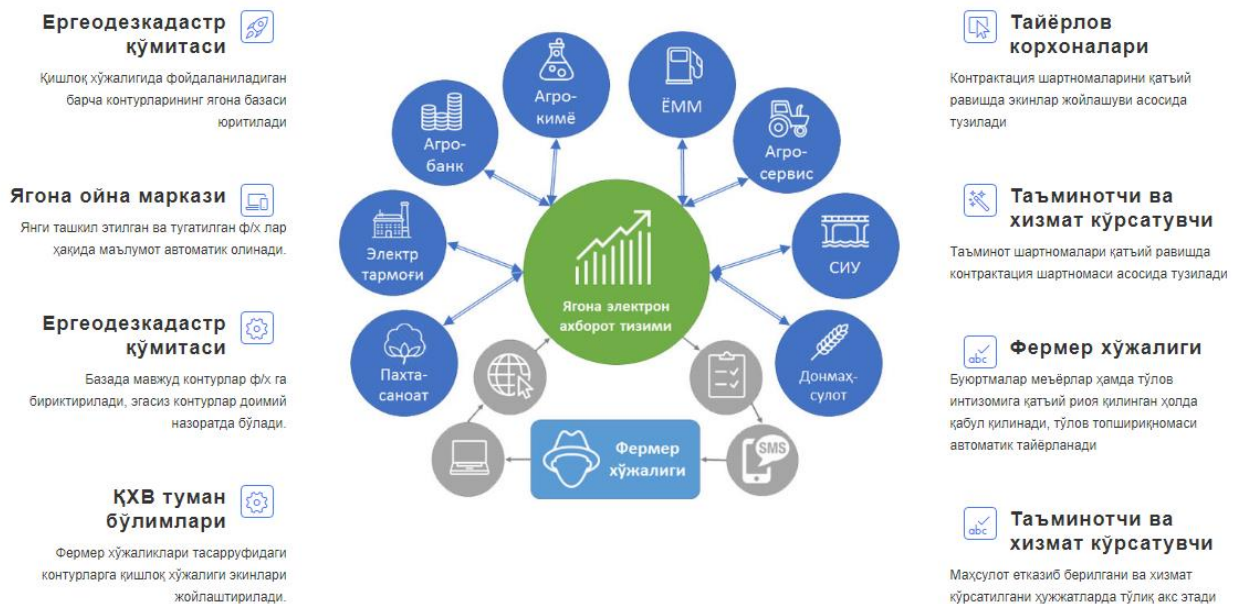 Ергеодезкадастр
қўмитаси
Қишлоқ хўжалигида фойдаланиладиган
барча контурларининг ягона базаси
юритилади
Ягона ойна маркази
Янги ташкил этилган ва тугатилган ф/х лар
ҳақида маълумот автоматик олинади.
Ергеодезкадастр
қўмитаси
Базада мавжуд контурлар ф/х га
бириктирилади, эгасиз контурлар доимий
назоратда бўлади.
ҚХВ туман
бўлимлари
Фермер хўжаликлари тасарруфидаги
контурларга қишлоқ хўжалиги экинлари
жойлаштирилади.
Агро-
кимё
ЁММ
Агро-
банк
Агро-
сервис
Электр
тармоғи
СИУ
Ягона электрон
ахборот тизими
Пахта-
саноат
Донмаҳ-
сулот
Фермер
хўжалиги
SMS
Тайёрлов
корхоналари
Контрактация шартномаларини қатъий
равишда экинлар жойлашуви асосида
тузилади
Таъминотчи ва
хизмат кўрсатувчи
Таъминот шартномалари қатъий равишда
контрактация шартномаси асосида тузилади
abc
Фермер хўжалиги
Буюртмалар меъёрлар ҳамда тўлов
интизомига қатъий риоя қилинган ҳолда
қабул қилинади, тўлов топшириқномаси
автоматик тайёрланади
abc
Таъминотчи ва
хизмат кўрсатувчи
Маҳсулот етказиб берилгани ва хизмат
кўрсатилгани ҳужжатларда тўлиқ акс этади